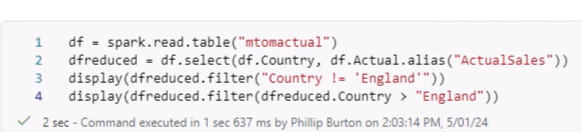 1 df = spark.read.table("mtomactual")
2 dfreduced = df.select(df.Country, df.Actual.alias("ActualSales"))
3 display(dfreduced.filter("Country != 'England'"))
4 display(dfreduced.filter(dfreduced.Country > "England"))
2 sec - Command executed in 1 sec 637 ms by Phillip Burton on 2:03:14 PM, 5/01/24